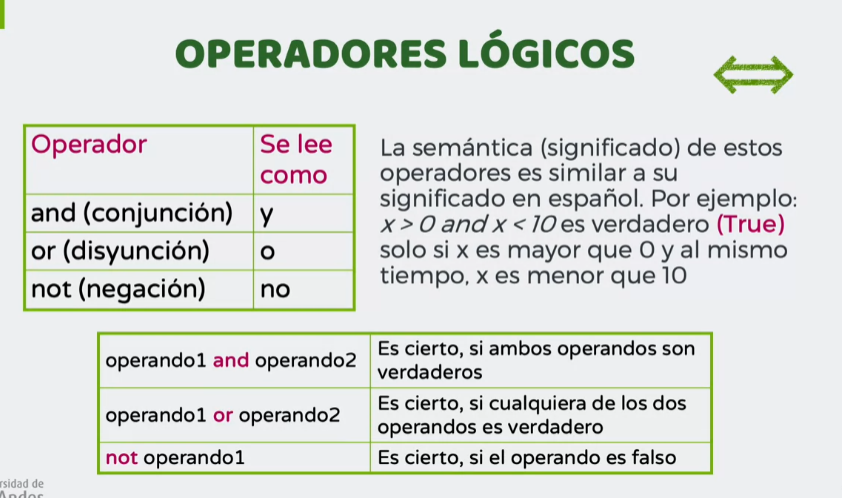 OPERADORES LÓGICOS
Operador
Se lee
como
and (conjunción)
y
or (disyunción)
o
not (negación)
no
La semántica (significado) de estos
operadores es similar a su
significado en español. Por ejemplo:
x > 0 and x < 10 es verdadero (True)
solo si x es mayor que 0 y al mismo
tiempo, x es menor que 10
operando1 and operando2
Es cierto, si ambos operandos son
verdaderos
operando1 or operando2
Es cierto, si cualquiera de los dos
operandos es verdadero
not operando1
Es cierto, si el operando es falso
rsidad de